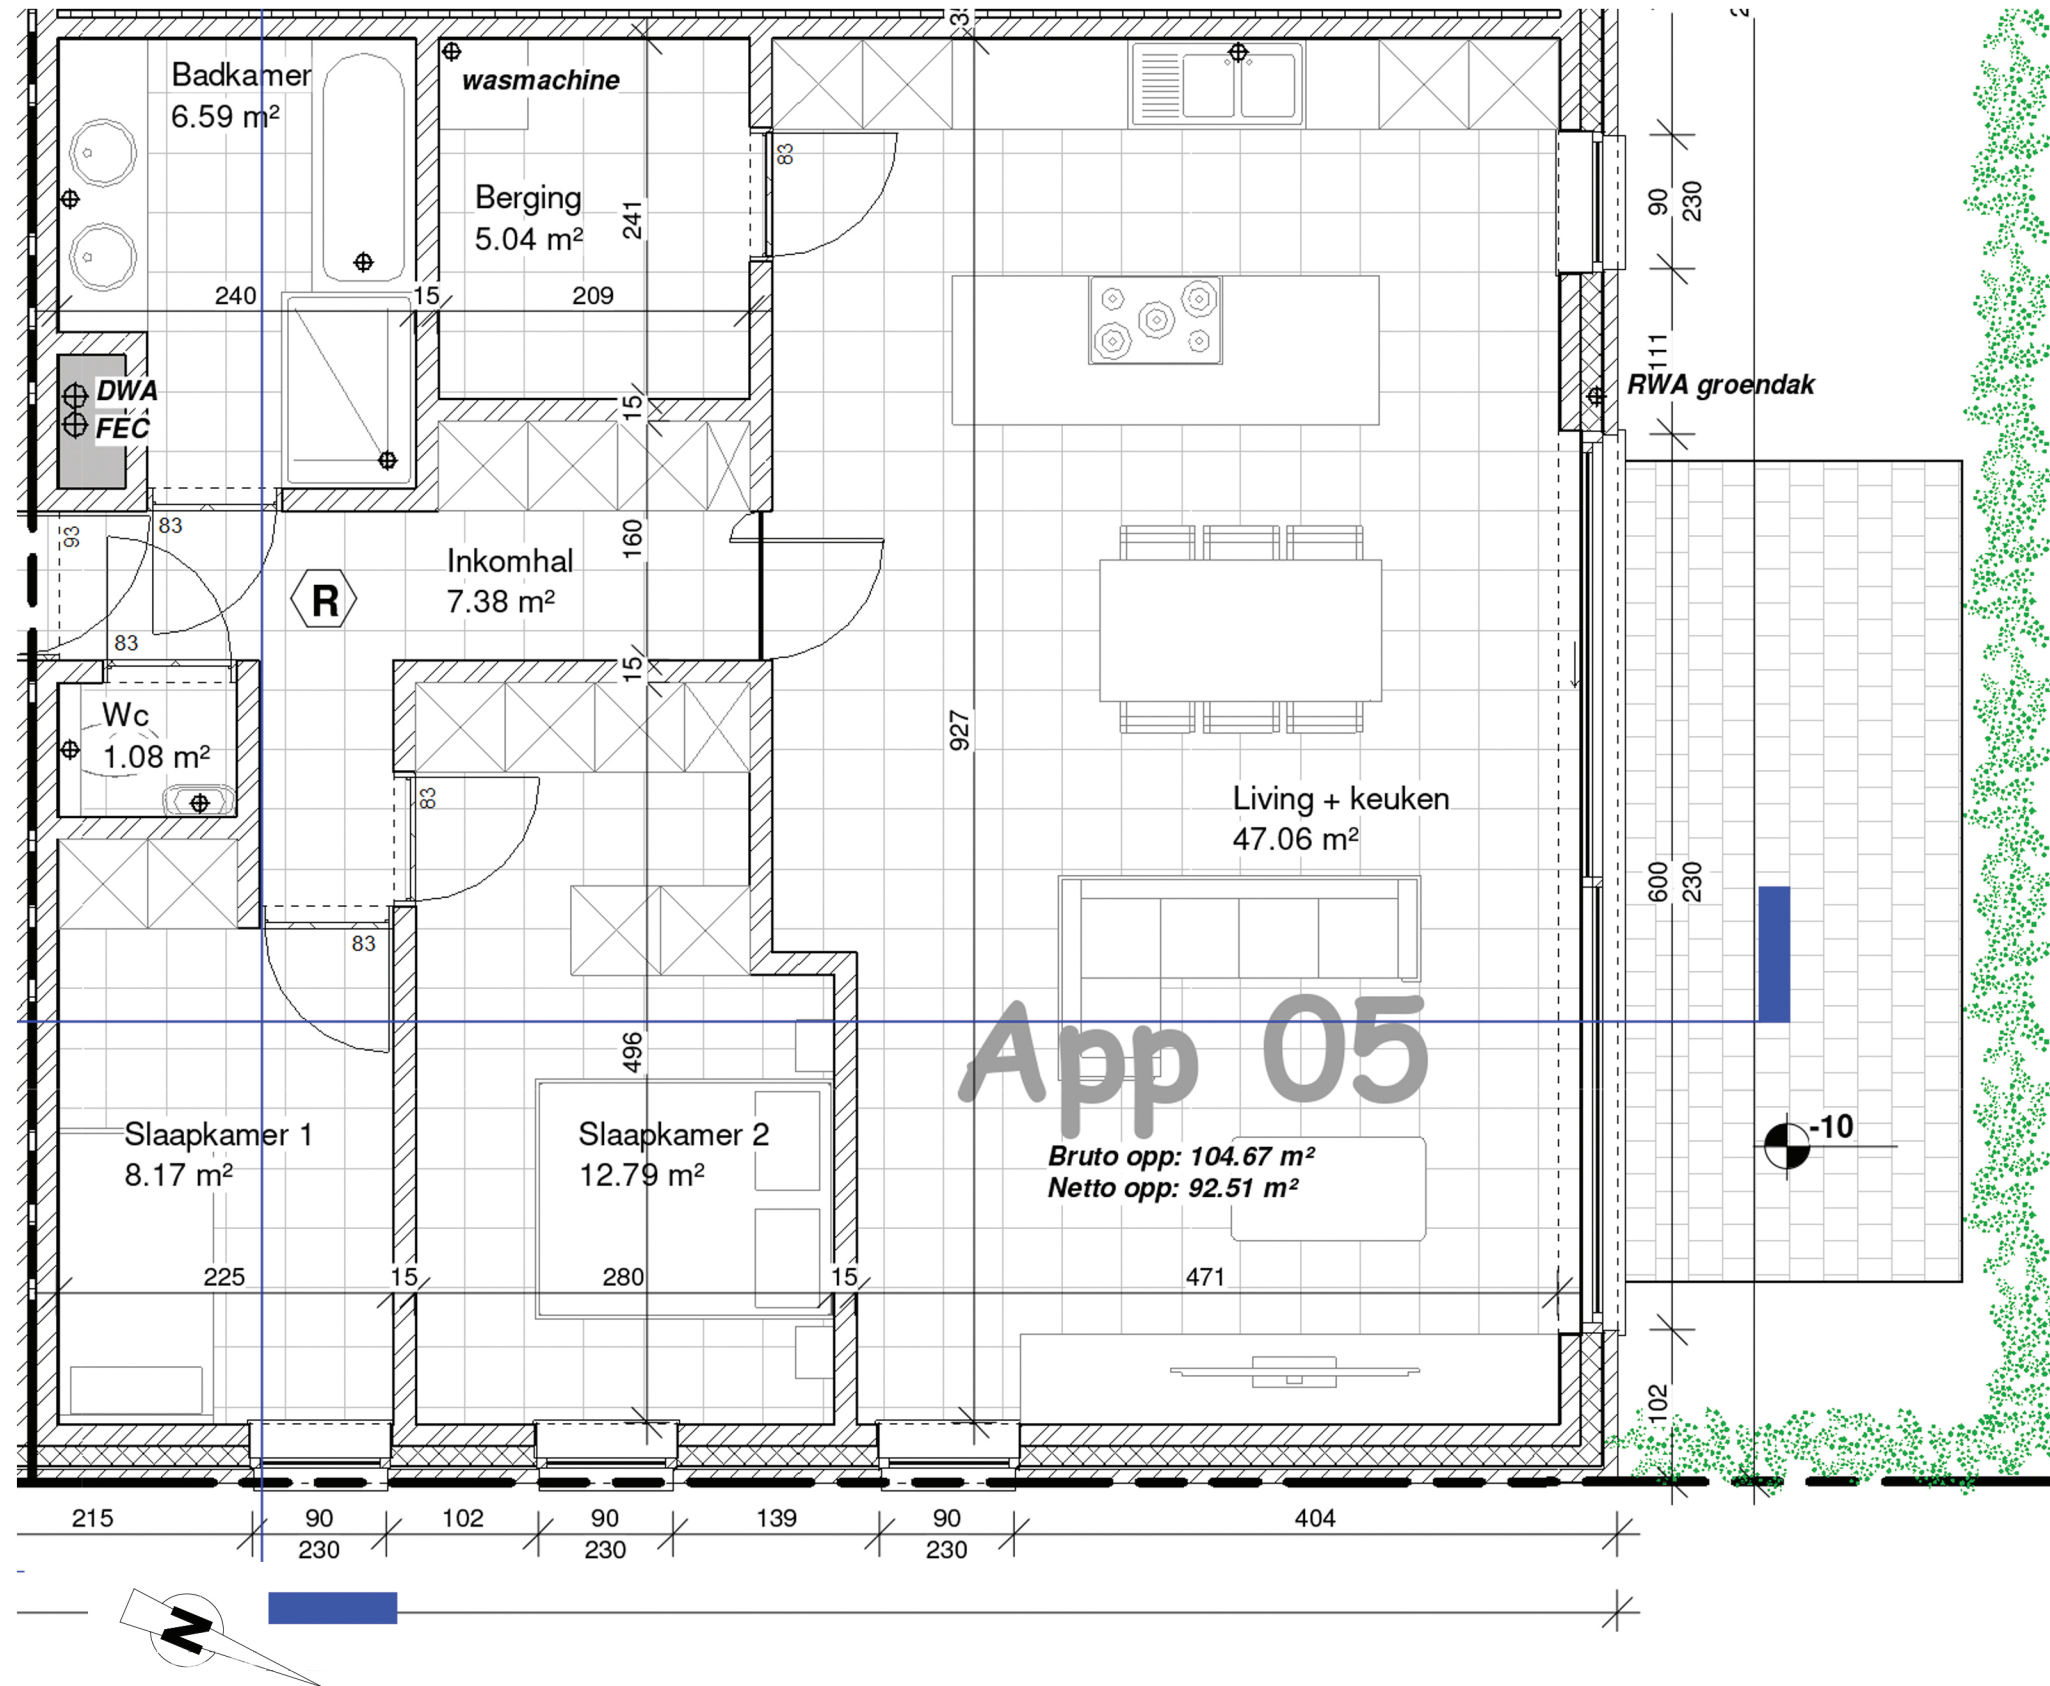 Badkamer
6.59 m²
wasmachine
83
Berging
5.04 m²
241
90
230
240
15
209
111
DWA
FEC
15
RWA groendak
93
83
160
Inkomhal
7.38 m²
R
83
15
Wc
1.08 m²
927
83
Living + keuken
47.06 m²
600
230
83
App 05
496
Slaapkamer 1
8.17 m²
Slaapkamer 2
12.79 m²
-10
Bruto opp: 104.67 m²
Netto opp: 92.51 m²
225
15
280
15
471
102
215
90
102
90
139
90
404
230
230
230
N